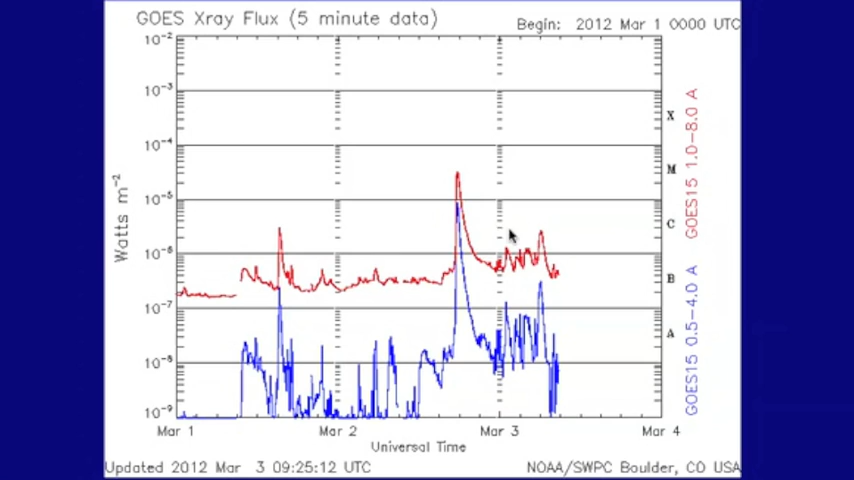 GOES Xray Flux (5 minute data)
Begin: 2012 Mar 1 0000 UTC
10⁻²
10⁻³
10⁻⁴
10⁻⁵
10⁻⁶
10⁻⁷
10⁻⁸
10⁻⁹
Watts m⁻²
X
M
C
B
A
GOES15 1.0-8.0 A
GOES15 0.5-4.0 A
Mar 1
Mar 2
Mar 3
Mar 4
Universal Time
Updated 2012 Mar 3 09:25:12 UTC
NOAA/SWPC Boulder, CO USA